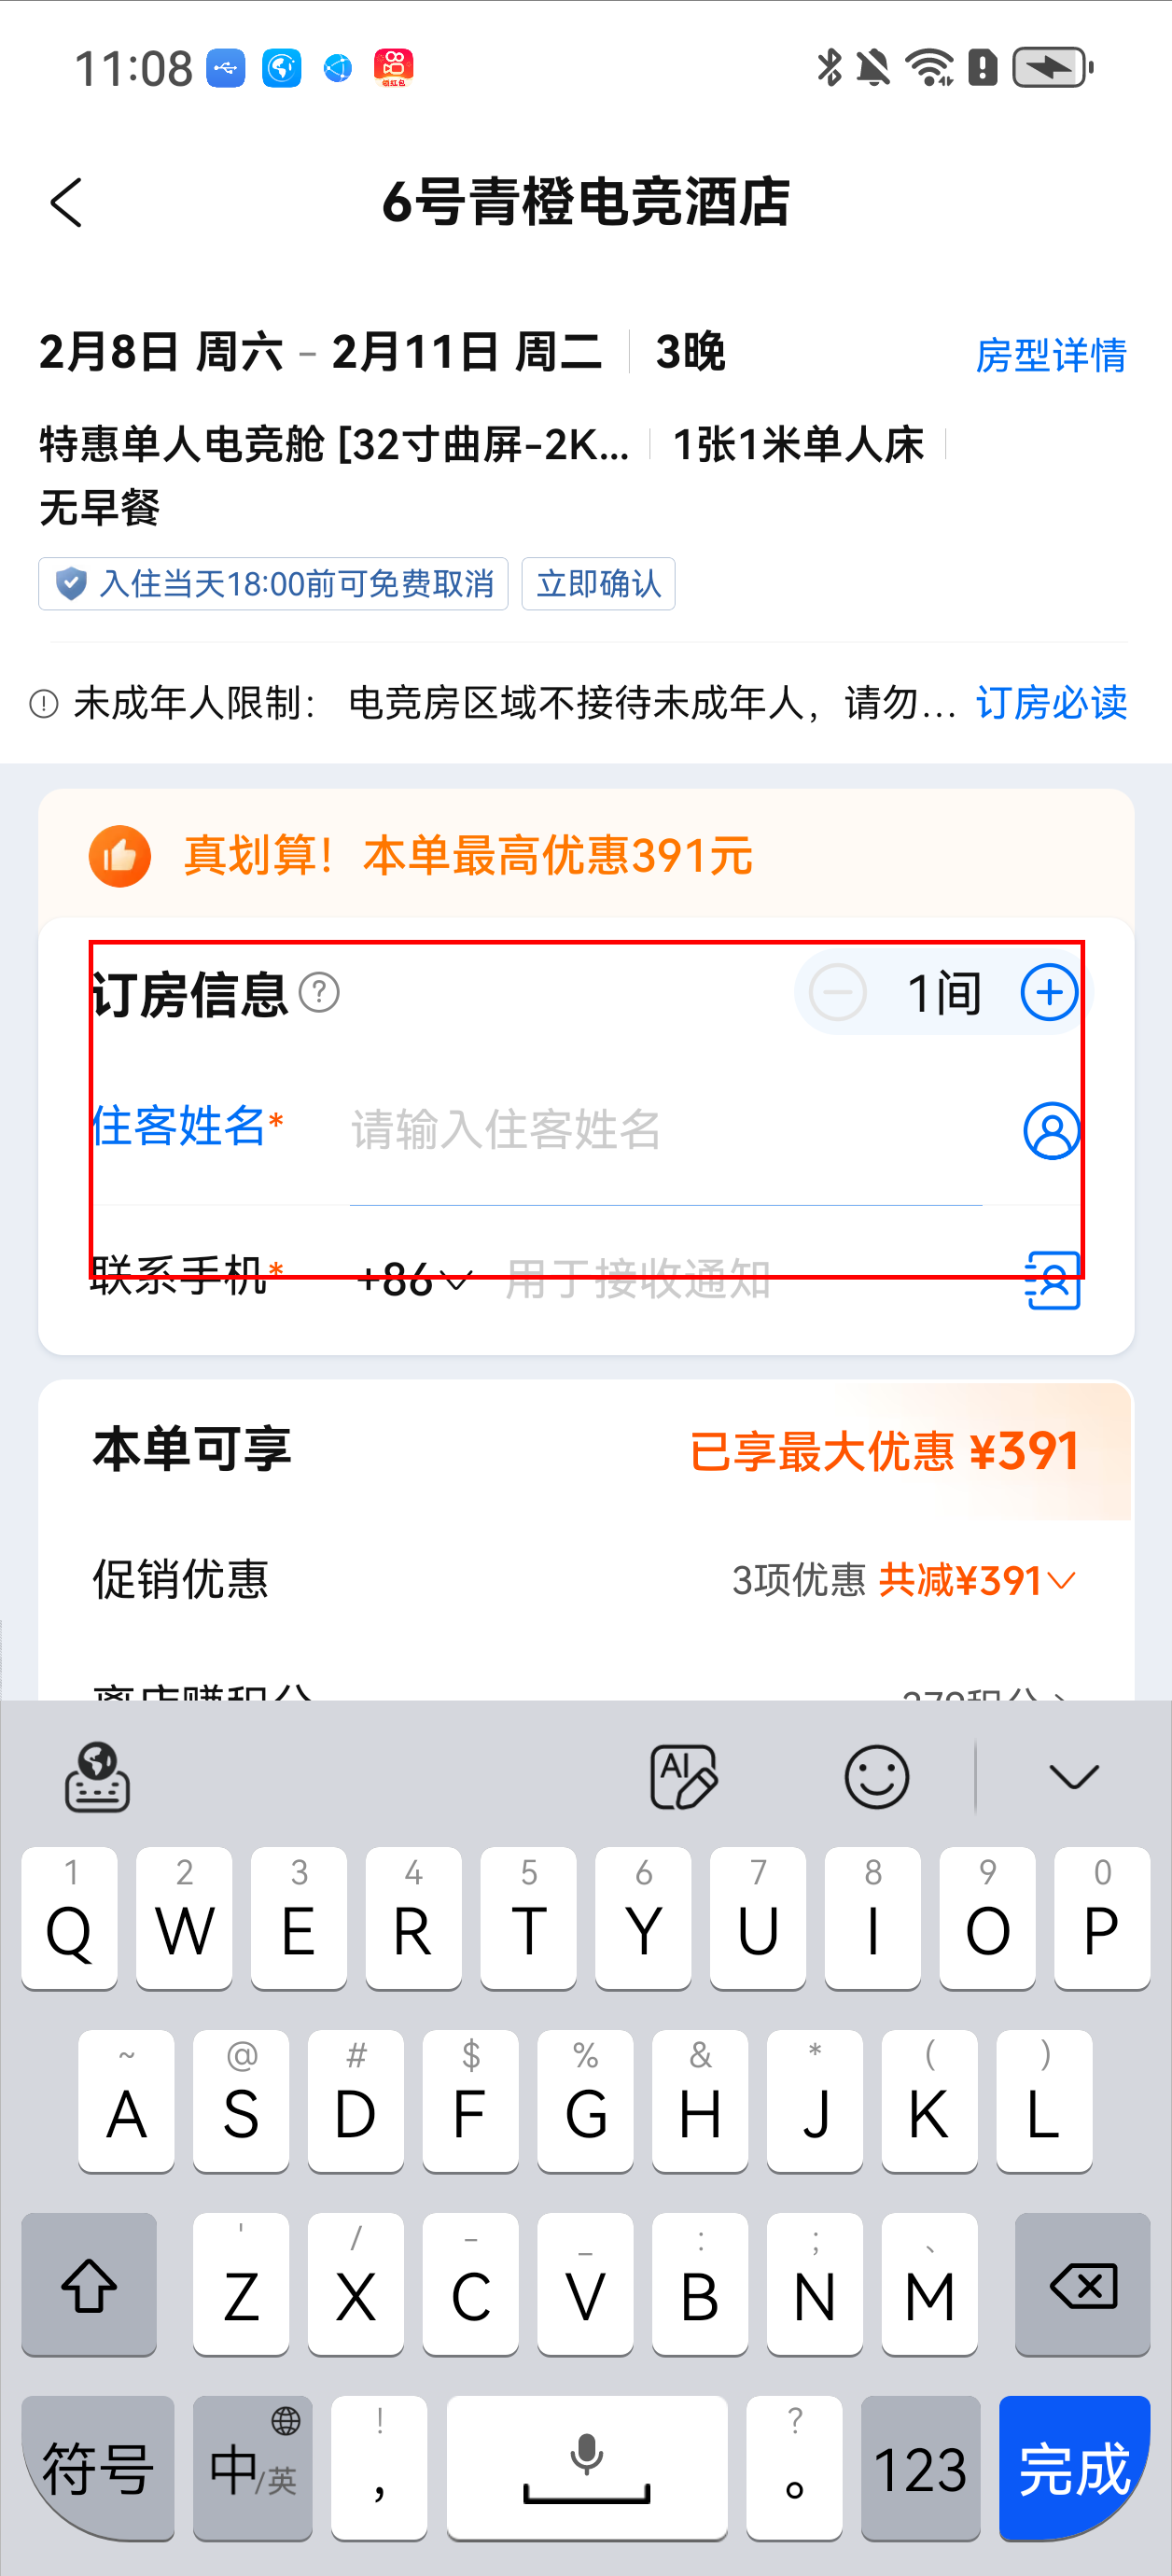 11:08
6号青橙电竞酒店
2月8日 周六 - 2月11日 周二 3晚 房型详情
特惠单人电竞舱 [32寸曲屏-2K... 1张1米单人床
无早餐
入住当天18:00前可免费取消 立即确认
未成年人限制： 电竞房区域不接待未成年人，请勿... 订房必读
真划算！本单最高优惠391元
订房信息 ? 1间
住客姓名* 请输入住客姓名
联系手机* +86 用于接收通知
本单可享 已享最大优惠 ¥391
促销优惠 3项优惠 共减¥391
AI
1 2 3 4 5 6 7 8 9 0
Q W E R T Y U I O P
~ @ # $ % & * ( )
A S D F G H J K L
' / - _ : ; 、
Z X C V B N M
! ?
符号 中/英 , 。 123 完成